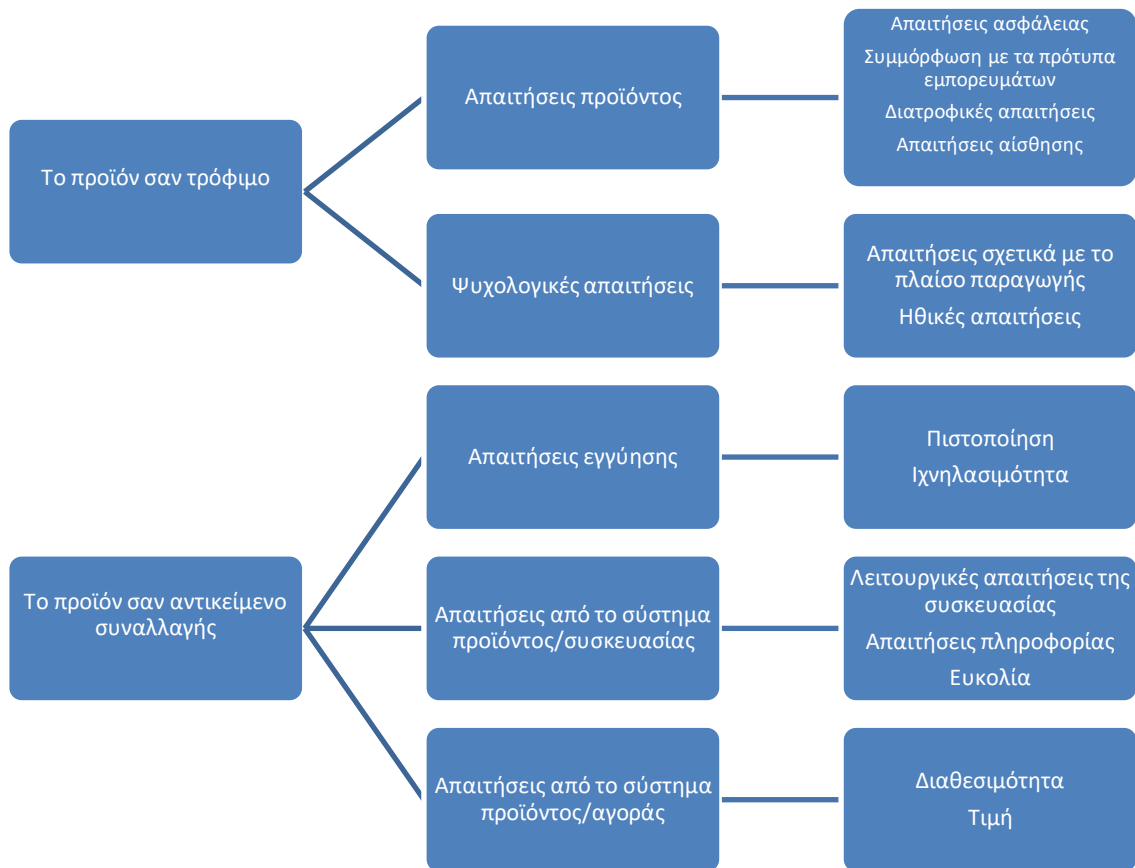 Το προϊόν σαν τρόφιμο
Απαιτήσεις προϊόντος
Απαιτήσεις ασφάλειας
Συμμόρφωση με τα πρότυπα
εμπορευμάτων
Διατροφικές απαιτήσεις
Απαιτήσεις αίσθησης
Ψυχολογικές απαιτήσεις
Απαιτήσεις σχετικά με το
πλαίσο παραγωγής
Ηθικές απαιτήσεις
Το προϊόν σαν αντικείμενο
συναλλαγής
Απαιτήσεις εγγύησης
Πιστοποίηση
Ιχνηλασιμότητα
Απαιτήσεις από το σύστημα
προϊόντος/συσκευασίας
Λειτουργικές απαιτήσεις της
συσκευασίας
Απαιτήσεις πληροφορίας
Ευκολία
Απαιτήσεις από το σύστημα
προϊόντος/αγοράς
Διαθεσιμότητα
Τιμή